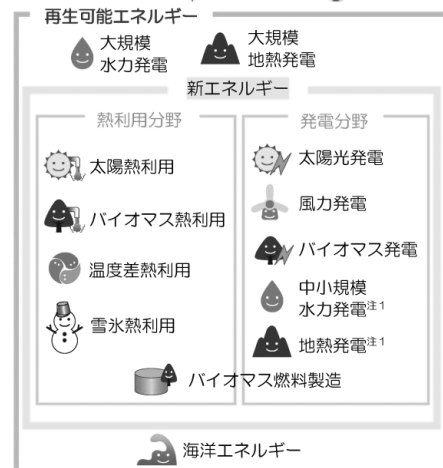 再生可能エネルギー
大規模
水力発電
大規模
地熱発電
新エネルギー
熱利用分野
太陽熱利用
バイオマス熱利用
温度差熱利用
雪氷熱利用
発電分野
太陽光発電
風力発電
バイオマス発電
中小規模
水力発電注1
地熱発電注1
バイオマス燃料製造
海洋エネルギー